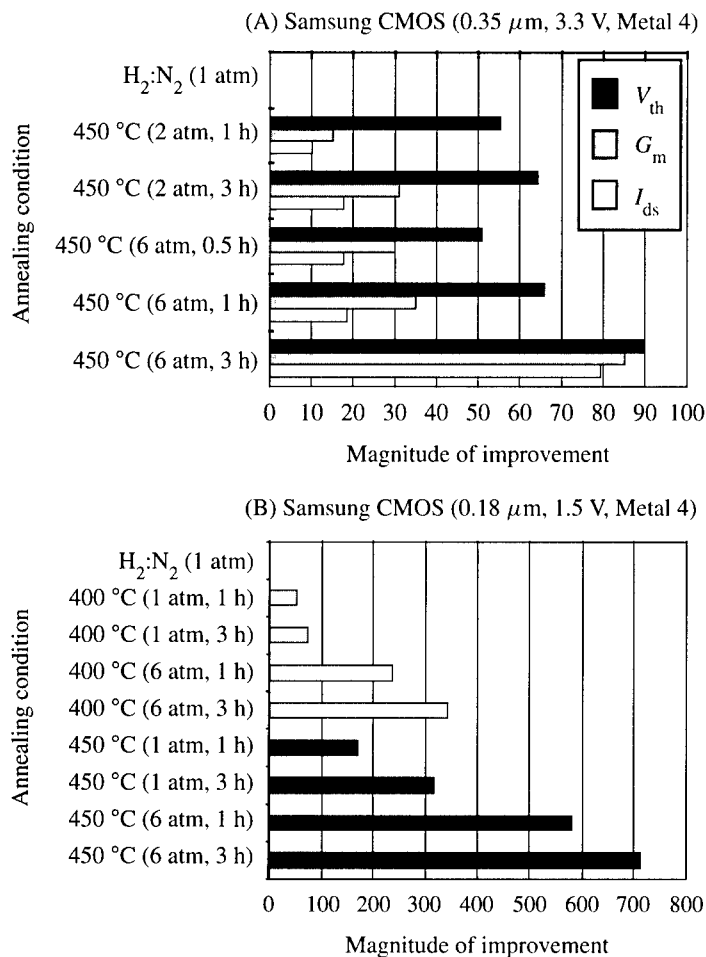 (A) Samsung CMOS (0.35 μm, 3.3 V, Metal 4)
Annealing condition
H₂:N₂ (1 atm)
450 °C (2 atm, 1 h)
450 °C (2 atm, 3 h)
450 °C (6 atm, 0.5 h)
450 °C (6 atm, 1 h)
450 °C (6 atm, 3 h)
V_th
G_m
I_ds
0 10 20 30 40 50 60 70 80 90 100
Magnitude of improvement
(B) Samsung CMOS (0.18 μm, 1.5 V, Metal 4)
Annealing condition
H₂:N₂ (1 atm)
400 °C (1 atm, 1 h)
400 °C (1 atm, 3 h)
400 °C (6 atm, 1 h)
400 °C (6 atm, 3 h)
450 °C (1 atm, 1 h)
450 °C (1 atm, 3 h)
450 °C (6 atm, 1 h)
450 °C (6 atm, 3 h)
0 100 200 300 400 500 600 700 800
Magnitude of improvement